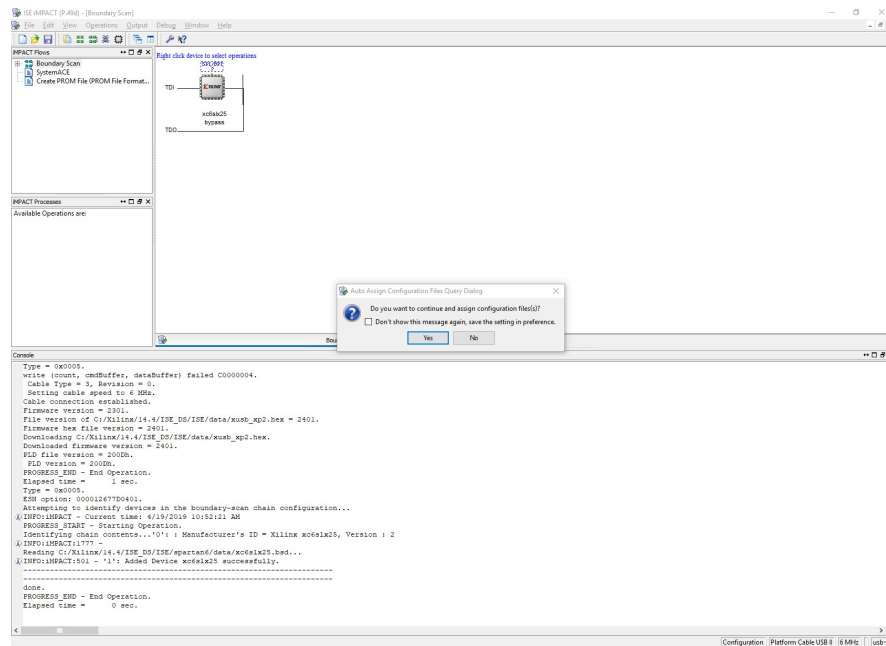 ISE iMPACT (P.49d) - [Boundary Scan]
File Edit View Operations Output Debug Window Help
iMPACT Flows
Boundary Scan
SystemACE
Create PROM File (PROM File Format...
Right click device to select operations
TDI
XILINX
xc6slx25
bypass
TDO
iMPACT Processes
Available Operations are:
Auto Assign Configuration Files Query Dialog
Do you want to continue and assign configuration files(s)?
Don't show this message again, save the setting in preference.
Yes No
Bou
Console
Type = 0x0005.
write (count, cmdBuffer, dataBuffer) failed C0000004.
Cable Type = 3, Revision = 0.
Setting cable speed to 6 MHz.
Cable connection established.
Firmware version = 2301.
File version of C:/Xilinx/14.4/ISE_DS/ISE/data/xusb_xp2.hex = 2401.
Firmware hex file version = 2401.
Downloading C:/Xilinx/14.4/ISE_DS/ISE/data/xusb_xp2.hex.
Downloaded firmware version = 2401.
PLD file version = 200Dh.
PLD version = 200Dh.
PROGRESS_END - End Operation.
Elapsed time = 1 sec.
Type = 0x0005.
ESN option: 000012677D0401.
Attempting to identify devices in the boundary-scan chain configuration...
INFO:iMPACT - Current time: 4/19/2019 10:52:21 AM
PROGRESS_START - Starting Operation.
Identifying chain contents...'0': : Manufacturer's ID = Xilinx xc6slx25, Version : 2
INFO:iMPACT:1777 -
Reading C:/Xilinx/14.4/ISE_DS/ISE/spartan6/data/xc6slx25.bsd...
INFO:iMPACT:501 - '1': Added Device xc6slx25 successfully.
----------------------------------------------------------------------
----------------------------------------------------------------------
done.
PROGRESS_END - End Operation.
Elapsed time = 0 sec.
Configuration Platform Cable USB II 6 MHz usb-